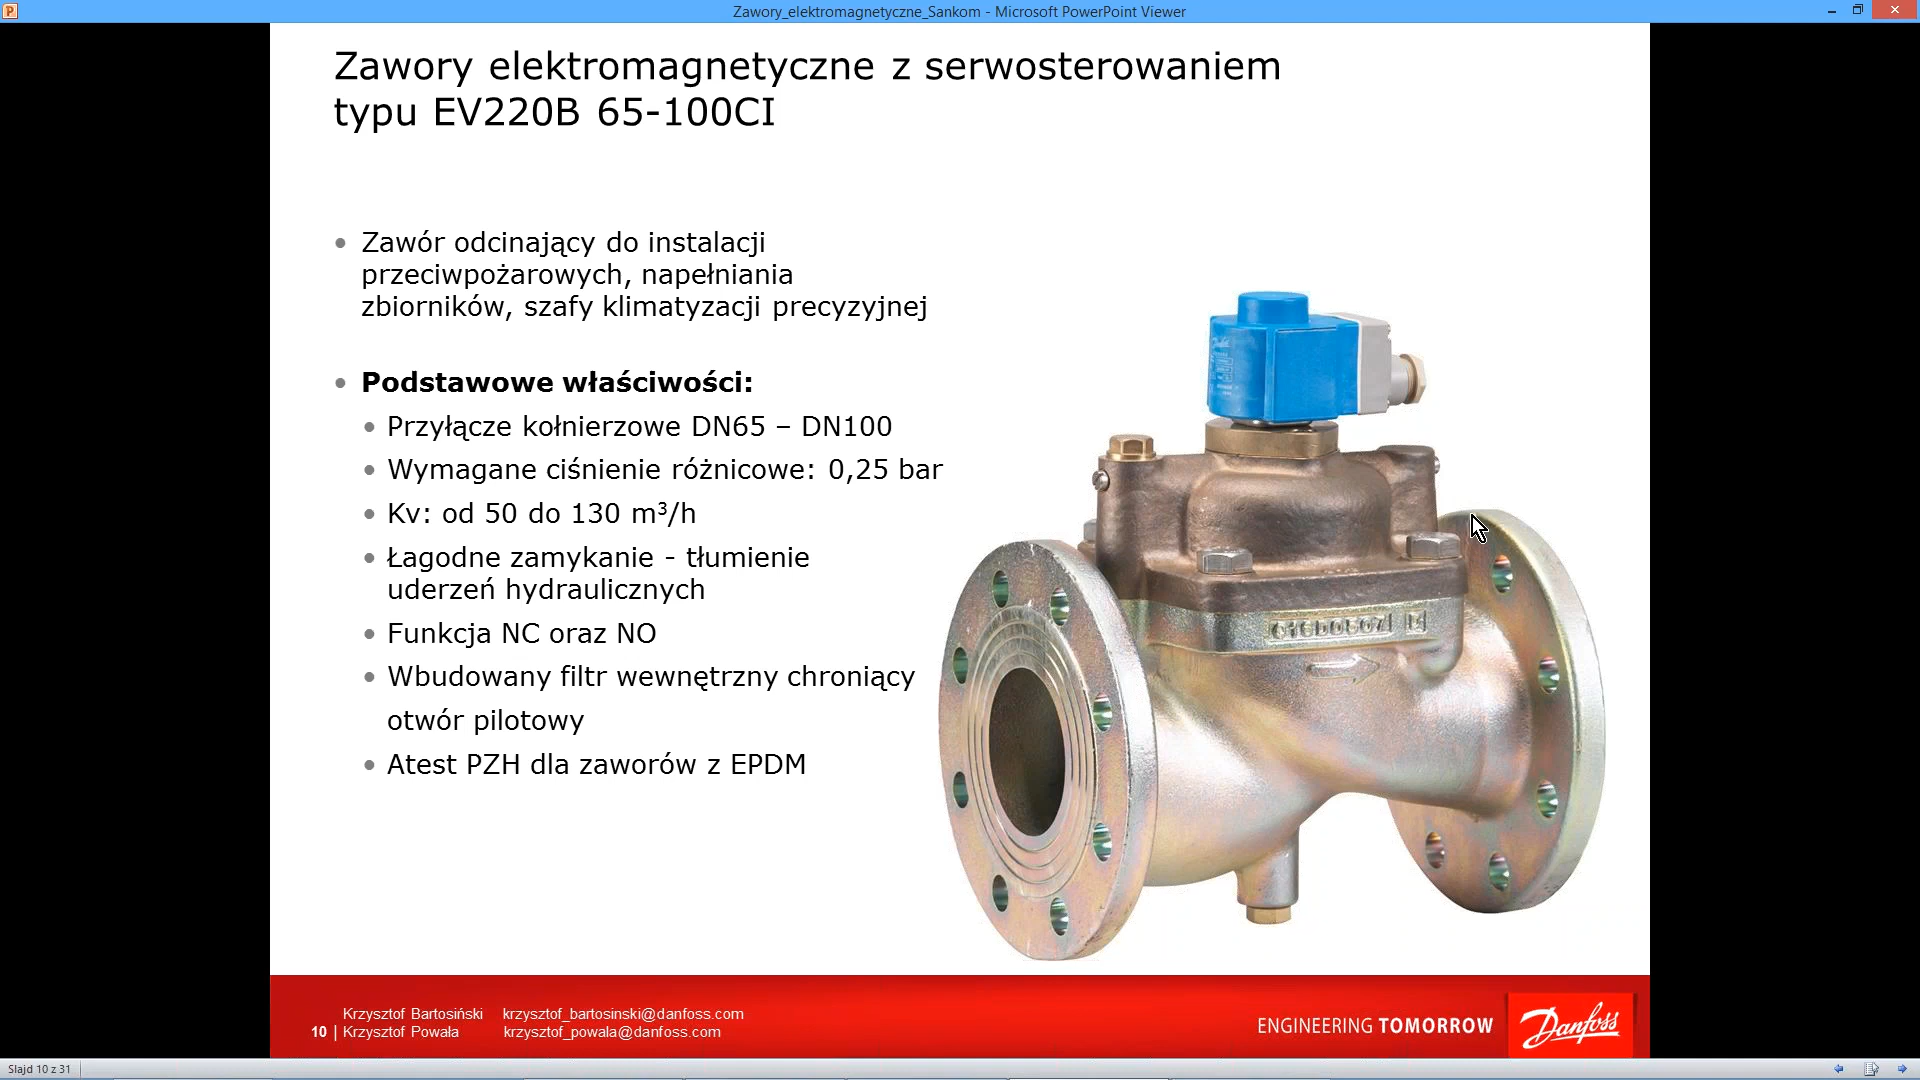 Zawory_elektromagnetyczne_Sankom - Microsoft PowerPoint Viewer
Zawory elektromagnetyczne z serwosterowaniem
typu EV220B 65-100CI
• Zawór odcinający do instalacji
przeciwpożarowych, napełniania
zbiorników, szafy klimatyzacji precyzyjnej
• Podstawowe właściwości:
• Przyłącze kołnierzowe DN65 – DN100
• Wymagane ciśnienie różnicowe: 0,25 bar
• Kv: od 50 do 130 m³/h
• Łagodne zamykanie - tłumienie
uderzeń hydraulicznych
• Funkcja NC oraz NO
• Wbudowany filtr wewnętrzny chroniący
otwór pilotowy
• Atest PZH dla zaworów z EPDM
Krzysztof Bartosiński krzysztof_bartosinski@danfoss.com
10 | Krzysztof Powała krzysztof_powala@danfoss.com
ENGINEERING TOMORROW
Danfoss
Slajd 10 z 31